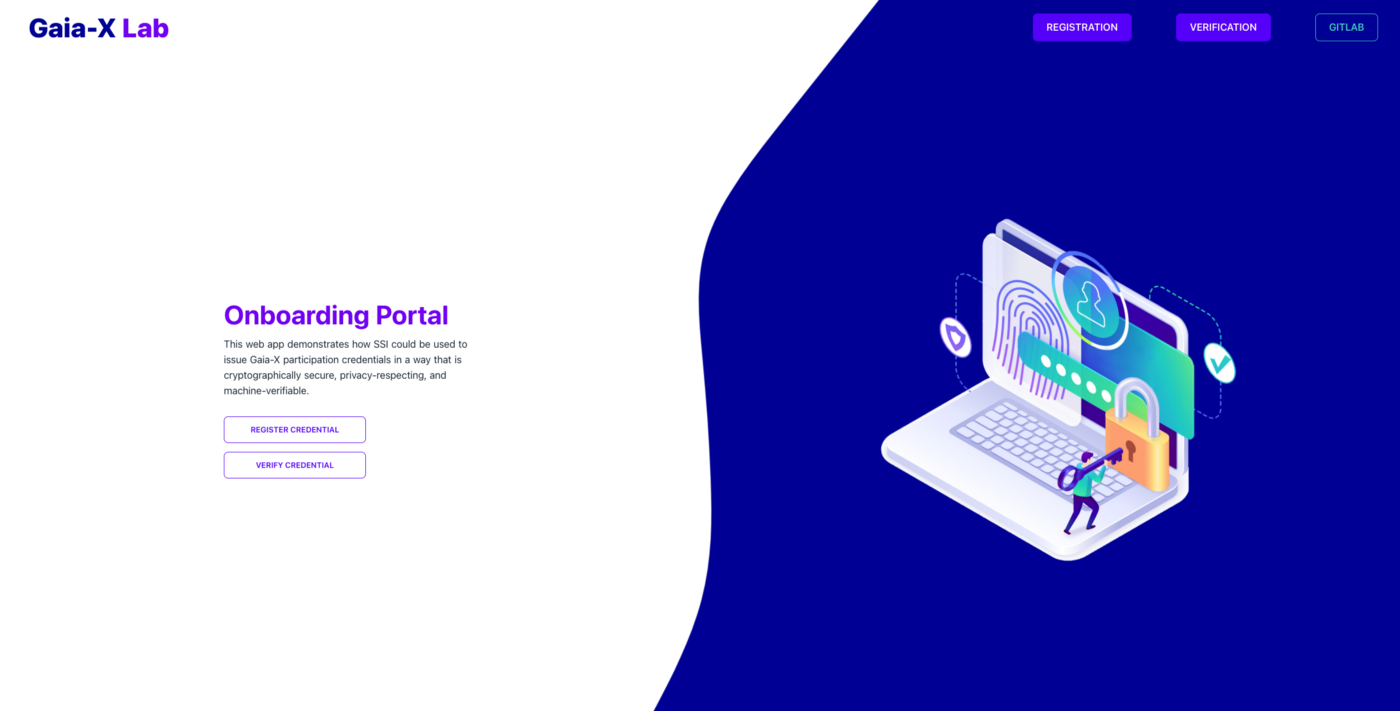 Gaia-X Lab
REGISTRATION
VERIFICATION
GITLAB
Onboarding Portal
This web app demonstrates how SSI could be used to
issue Gaia-X participation credentials in a way that is
cryptographically secure, privacy-respecting, and
machine-verifiable.
REGISTER CREDENTIAL
VERIFY CREDENTIAL